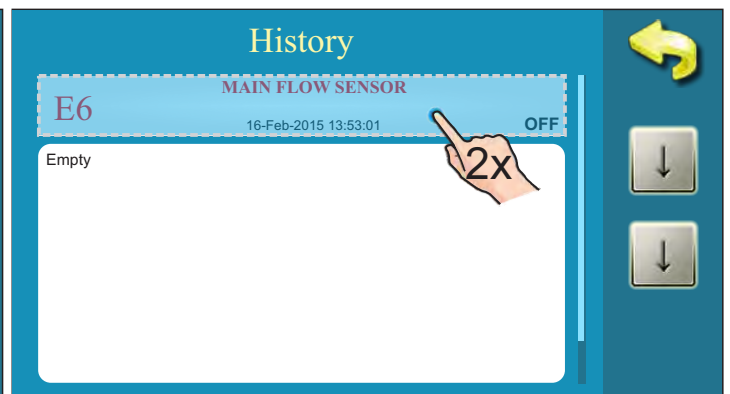 History
E6
MAIN FLOW SENSOR
16-Feb-2015 13:53:01
OFF
2x
Empty
↓
↓